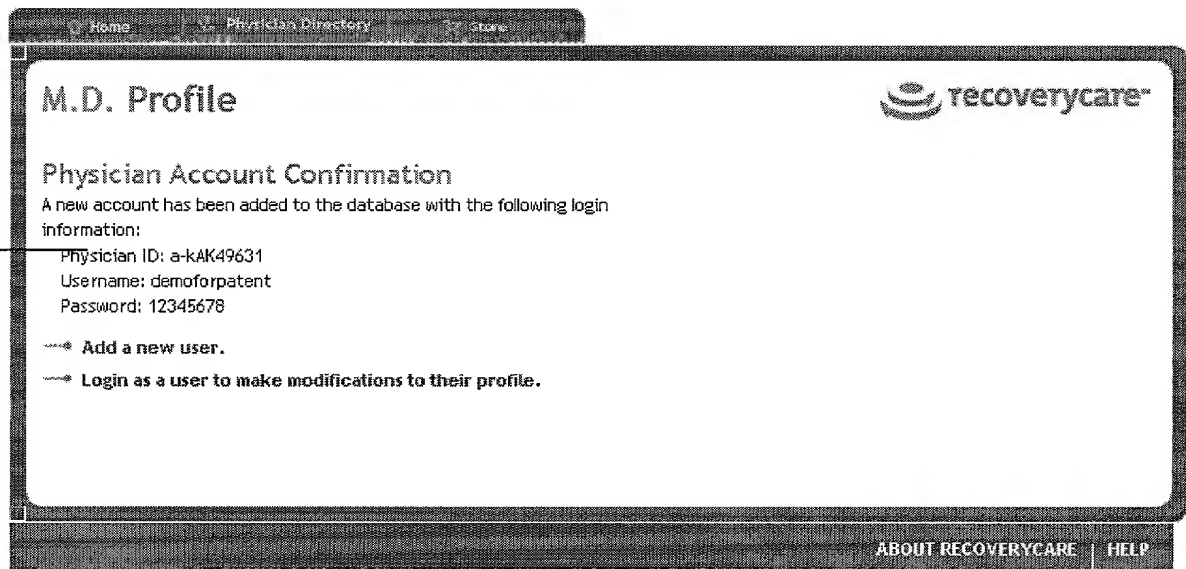 Home Physician Directory Store
M.D. Profile
recoverycare™
Physician Account Confirmation
A new account has been added to the database with the following login
information:
Physician ID: a-kAK49631
Username: demoforpatent
Password: 12345678
Add a new user.
Login as a user to make modifications to their profile.
ABOUT RECOVERYCARE | HELP